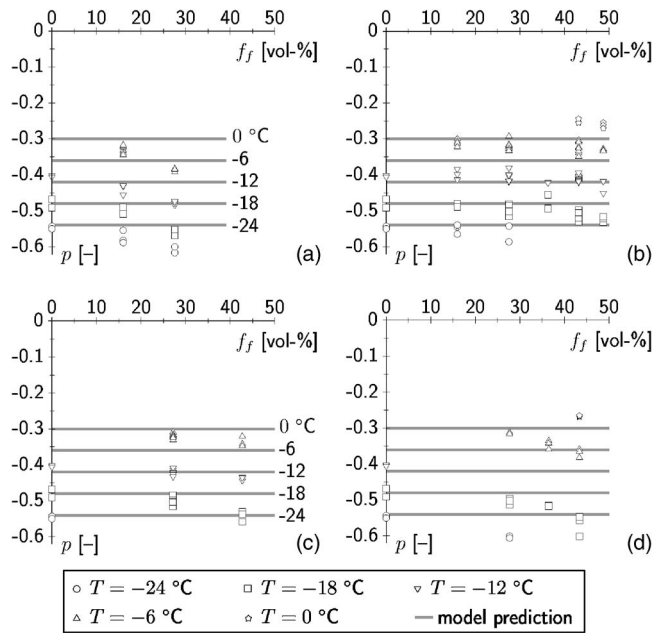 0 10 20 30 40 50
0
-0.1
-0.2
-0.3
-0.4
-0.5
-0.6
f_f [vol-%]
0 °C
-6
-12
-18
-24
p [–]
(a)
0 10 20 30 40 50
0
-0.1
-0.2
-0.3
-0.4
-0.5
-0.6
f_f [vol-%]
p [–]
(b)
0 10 20 30 40 50
0
-0.1
-0.2
-0.3
-0.4
-0.5
-0.6
f_f [vol-%]
0 °C
-6
-12
-18
-24
p [–]
(c)
0 10 20 30 40 50
0
-0.1
-0.2
-0.3
-0.4
-0.5
-0.6
f_f [vol-%]
p [–]
(d)
T = −24 °C T = −18 °C T = −12 °C
T = −6 °C T = 0 °C model prediction